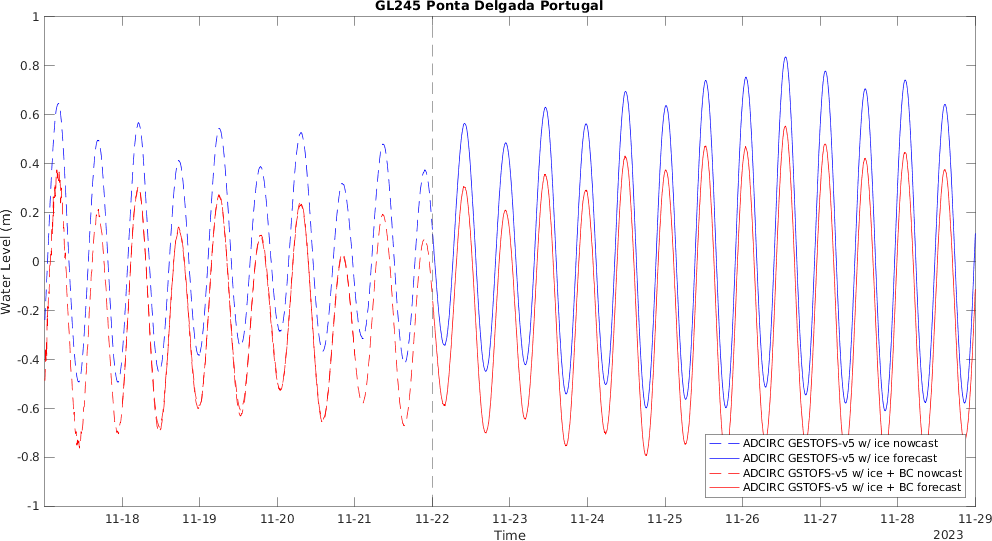 GL245 Ponta Delgada Portugal
1
0.8
0.6
0.4
0.2
0
-0.2
-0.4
-0.6
-0.8
-1
Water Level (m)
ADCIRC GESTOFS-v5 w/ ice nowcast
ADCIRC GESTOFS-v5 w/ ice forecast
ADCIRC GSTOFS-v5 w/ ice + BC nowcast
ADCIRC GSTOFS-v5 w/ ice + BC forecast
11-18 11-19 11-20 11-21 11-22 11-23 11-24 11-25 11-26 11-27 11-28 11-29
Time
2023